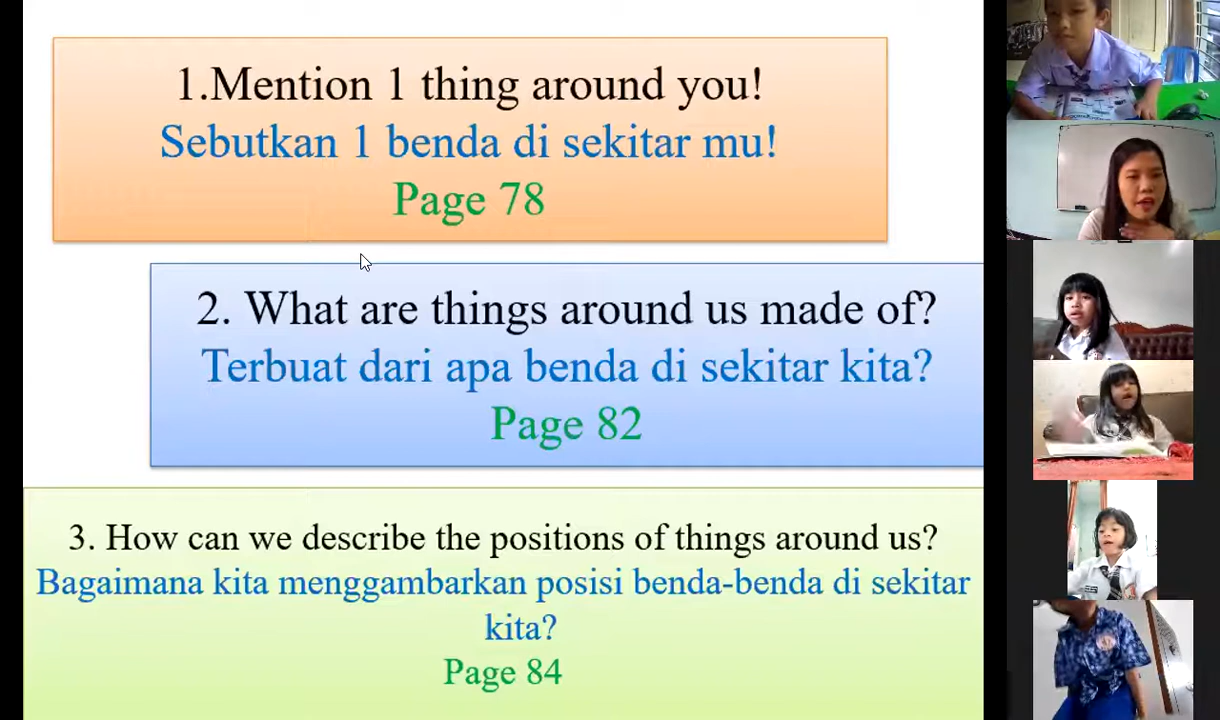 1.Mention 1 thing around you!
Sebutkan 1 benda di sekitar mu!
Page 78
2. What are things around us made of?
Terbuat dari apa benda di sekitar kita?
Page 82
3. How can we describe the positions of things around us?
Bagaimana kita menggambarkan posisi benda-benda di sekitar
kita?
Page 84